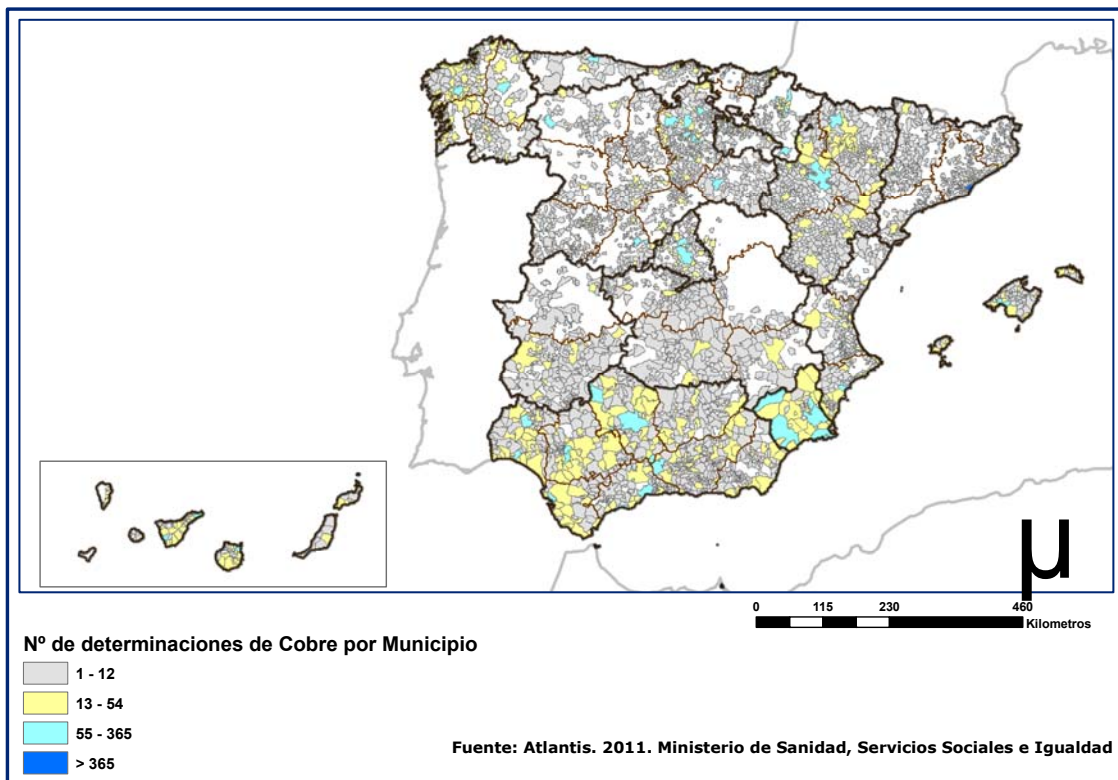 µ
0 115 230 460
Kilometros
Nº de determinaciones de Cobre por Municipio
1 - 12
13 - 54
55 - 365
> 365
Fuente: Atlantis. 2011. Ministerio de Sanidad, Servicios Sociales e Igualdad